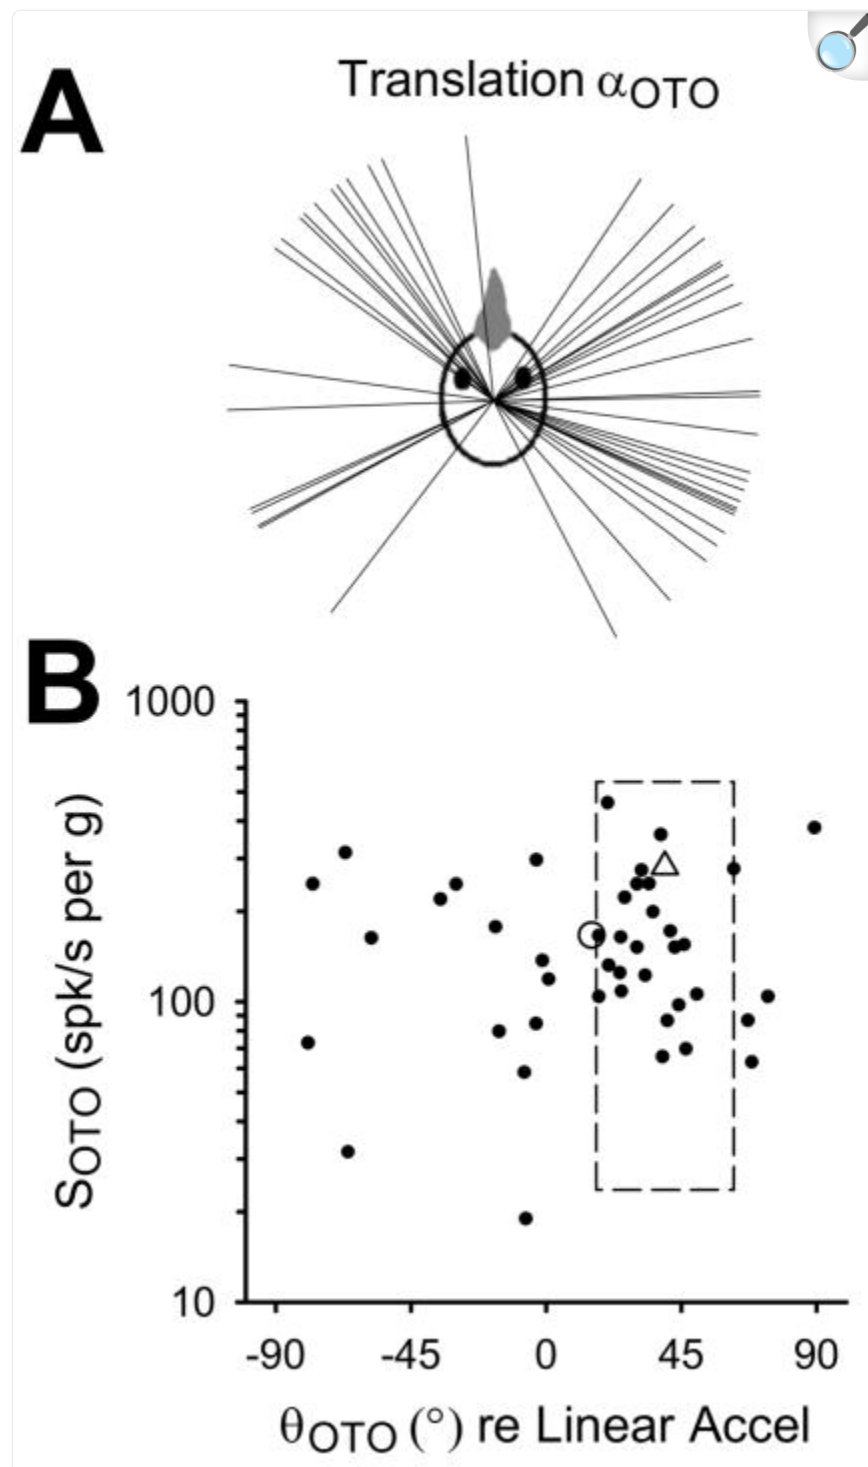 A
Translation αOTO
B
1000
100
10
SOTO (spk/s per g)
-90 -45 0 45 90
θOTO (°) re Linear Accel